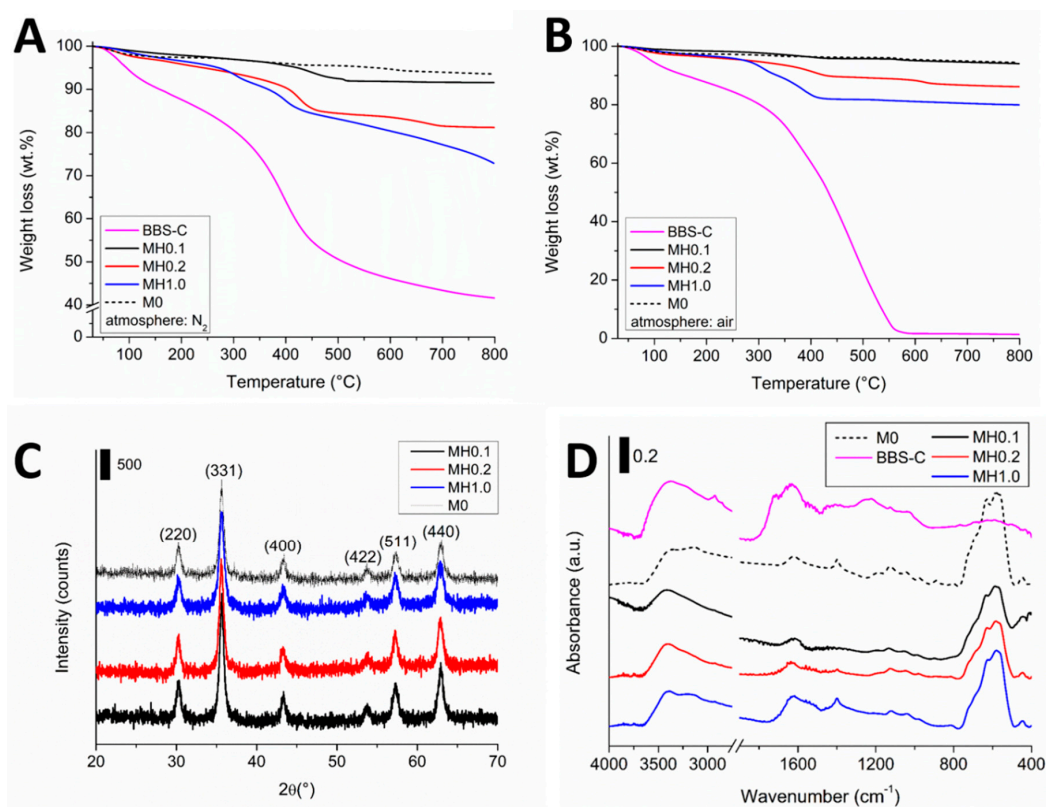 A
100
95
90
85
80
70
60
50
40
0
Weight loss (wt.%)
BBS-C
MH0.1
MH0.2
MH1.0
M0
atmosphere: N₂
100 200 300 400 500 600 700 800
Temperature (°C)
B
100
80
60
40
20
0
Weight loss (wt.%)
BBS-C
MH0.1
MH0.2
MH1.0
M0
atmosphere: air
100 200 300 400 500 600 700 800
Temperature (°C)
C
500
MH0.1
MH0.2
MH1.0
M0
(220)
(331)
(400)
(422)
(511)
(440)
Intensity (counts)
20 30 40 50 60 70
2θ(°)
D
0.2
M0
BBS-C
MH0.1
MH0.2
MH1.0
Absorbance (a.u.)
4000 3500 3000 1600 1200 800 400
Wavenumber (cm⁻¹)